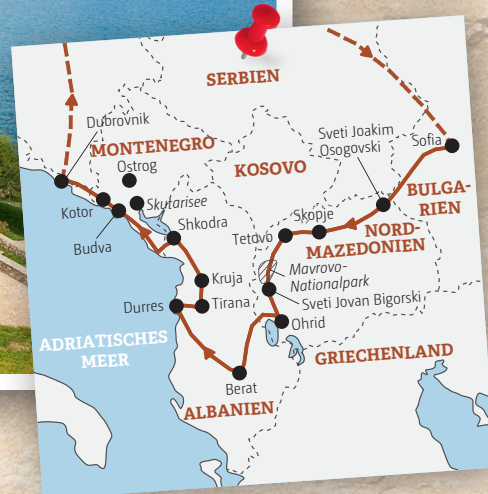 SERBIEN
Dubrovnik
MONTENEGRO
Ostrog
Sveti Joakim
Osogovski
Sofia
KOSOVO
BULGA-
RIEN
Kotor
Skutarisee
Budva
Shkodra
Skopje
Tetovo
NORD-
MAZEDONIEN
Mavrovo-
Nationalpark
Kruja
Sveti Jovan Bigorski
Durres
Tirana
Ohrid
ADRIATISCHES
MEER
GRIECHENLAND
Berat
ALBANIEN